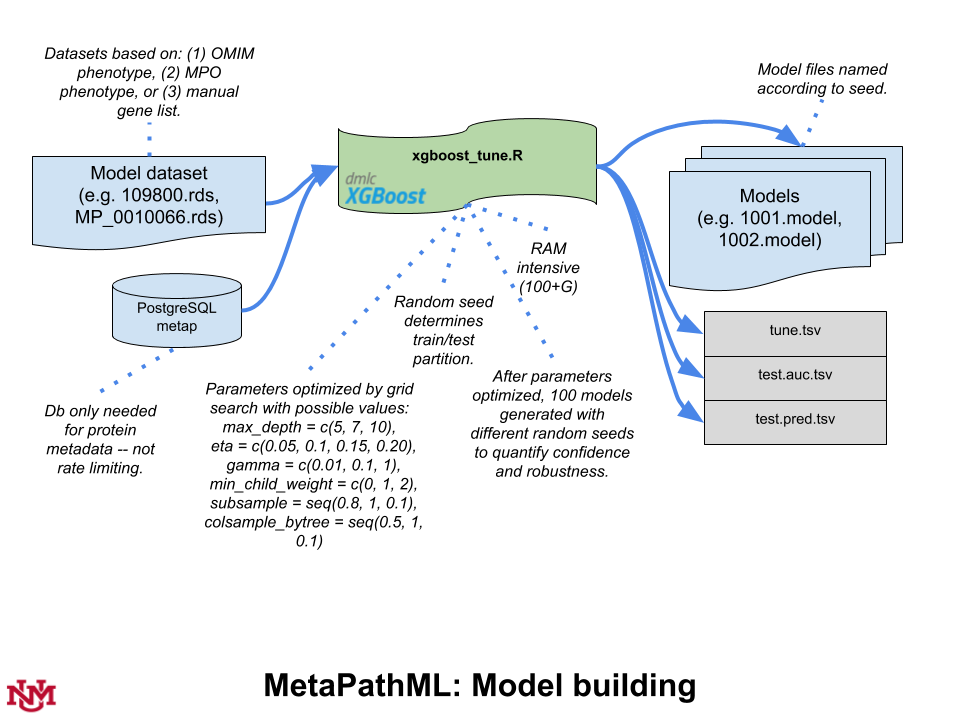 Datasets based on: (1) OMIM
phenotype, (2) MPO
phenotype, or (3) manual
gene list.
Model dataset
(e.g. 109800.rds,
MP_0010066.rds)
PostgreSQL
metap
Db only needed
for protein
metadata -- not
rate limiting.
xgboost_tune.R
dmlc
XGBoost
Parameters optimized by grid
search with possible values:
max_depth = c(5, 7, 10),
eta = c(0.05, 0.1, 0.15, 0.20),
gamma = c(0.01, 0.1, 1),
min_child_weight = c(0, 1, 2),
subsample = seq(0.8, 1, 0.1),
colsample_bytree = seq(0.5, 1,
0.1)
Random seed
determines
train/test
partition.
RAM
intensive
(100+G)
After parameters
optimized, 100 models
generated with
different random seeds
to quantify confidence
and robustness.
Model files named
according to seed.
Models
(e.g. 1001.model,
1002.model)
tune.tsv
test.auc.tsv
test.pred.tsv
UNM
MetaPathML: Model building